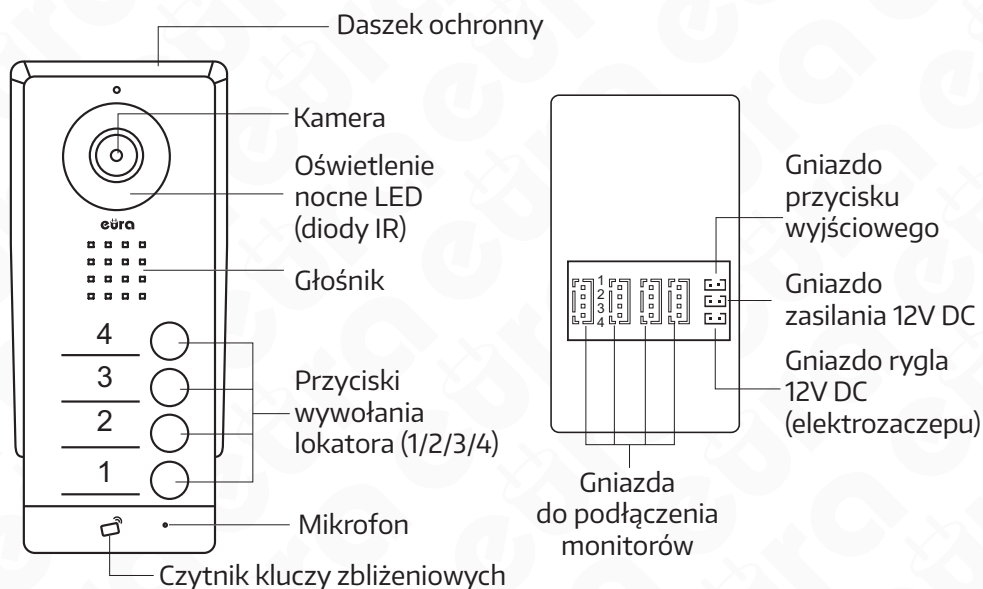 Daszek ochronny
Kamera
Oświetlenie
nocne LED
(diody IR)
eüra
Głośnik
4
3
2
1
Przyciski
wywołania
lokatora (1/2/3/4)
Mikrofon
Czytnik kluczy zbliżeniowych
Gniazdo
przycisku
wyjściowego
1
2
3
4
Gniazdo
zasilania 12V DC
Gniazdo rygla
12V DC
(elektrozaczepu)
Gniazda
do podłączenia
monitorów